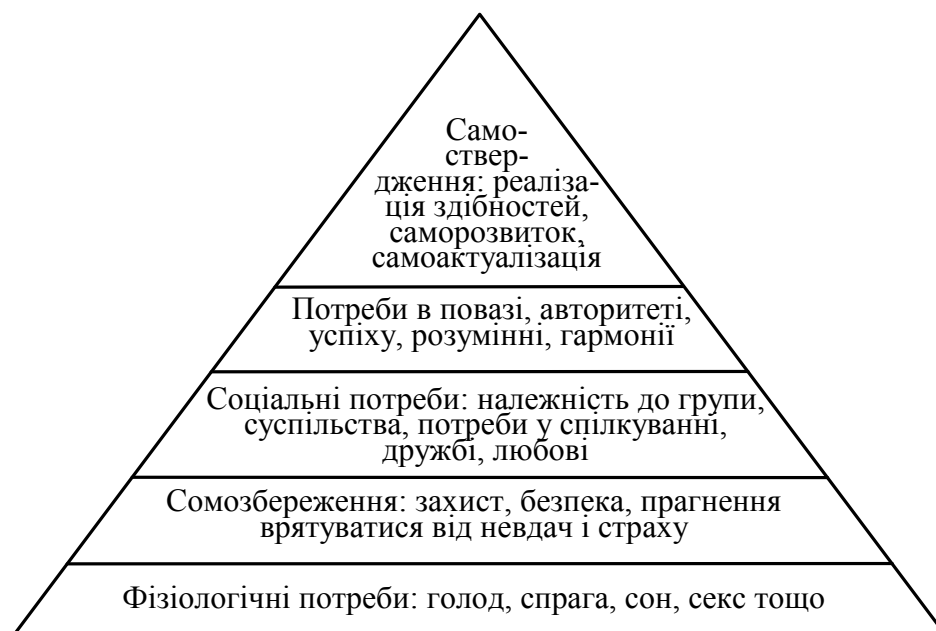 Само-
ствер-
дження: реаліза-
ція здібностей,
саморозвиток,
самоактуалізація
Потреби в повазі, авторитеті,
успіху, розумінні, гармонії
Соціальні потреби: належність до групи,
суспільства, потреби у спілкуванні,
дружбі, любові
Сомозбереження: захист, безпека, прагнення
врятуватися від невдач і страху
Фізіологічні потреби: голод, спрага, сон, секс тощо